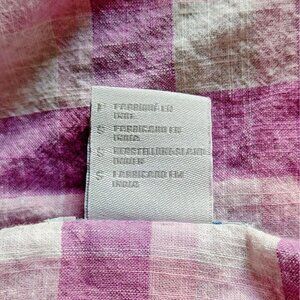 FABRIQUÉ EN
INDE
FABRICADO EN
INDIA
HERSTELLUNGSLAND
INDIEN
FABRICADO EM
INDIA